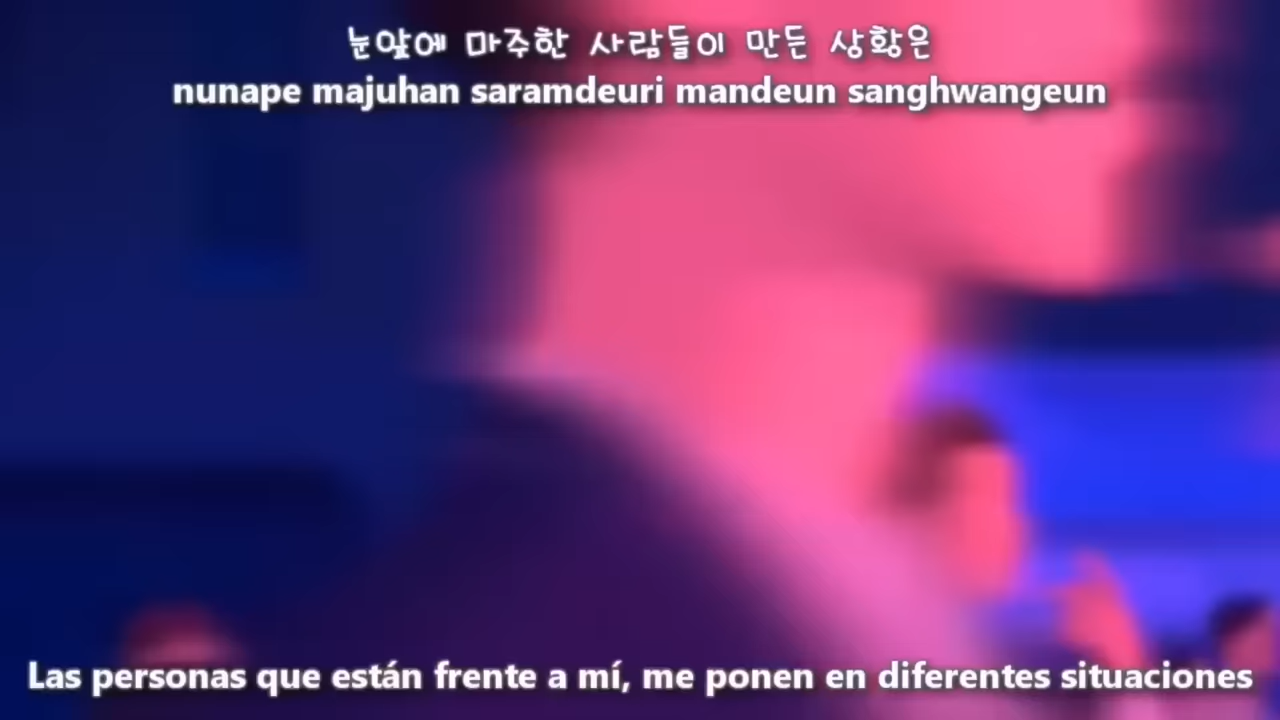 눈앞에 마주한 사람들이 만든 상황은
nunape majuhan saramdeuri mandeun sanghwangeun
Las personas que están frente a mí, me ponen en diferentes situaciones